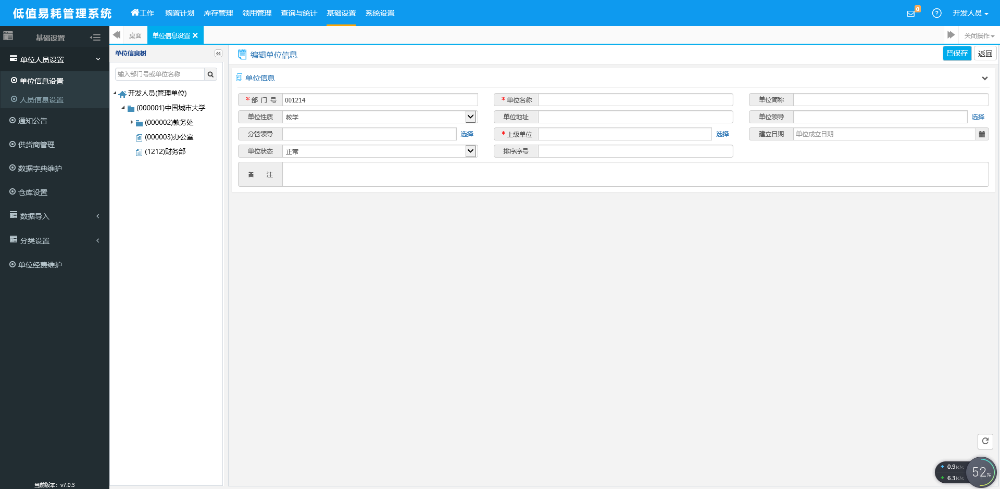 低值易耗管理系统
工作 购置计划 库存管理 领用管理 查询与统计 基础设置 系统设置
0
开发人员
基础设置
桌面
单位信息设置
关闭操作
单位人员设置
单位信息设置
人员信息设置
通知公告
供货商管理
数据字典维护
仓库设置
数据导入
分类设置
单位经费维护
当前版本：v7.0.3
单位信息树
输入部门号或单位名称
开发人员(管理单位)
(000001)中国城市大学
(000002)教务处
(000003)办公室
(1212)财务部
编辑单位信息
保存 返回
单位信息
*部 门 号 001214
*单位名称
单位简称
单位性质 教学
单位地址
单位领导 选择
分管领导 选择
*上级单位 选择
建立日期 单位成立日期
单位状态 正常
排序序号
备 注
0.9K/s
6.3K/s
52%